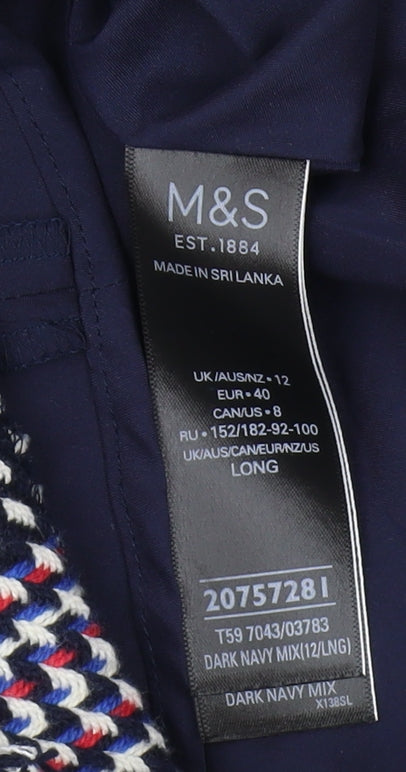 M&S
EST.1884
MADE IN SRI LANKA
UK/AUS/NZ • 12
EUR • 40
CAN/US • 8
RU • 152/182-92-100
UK/AUS/CAN/EUR/NZ/US
LONG
20757281
T59 7043/03783
DARK NAVY MIX(12/LNG)
DARK NAVY MIX
X138SL